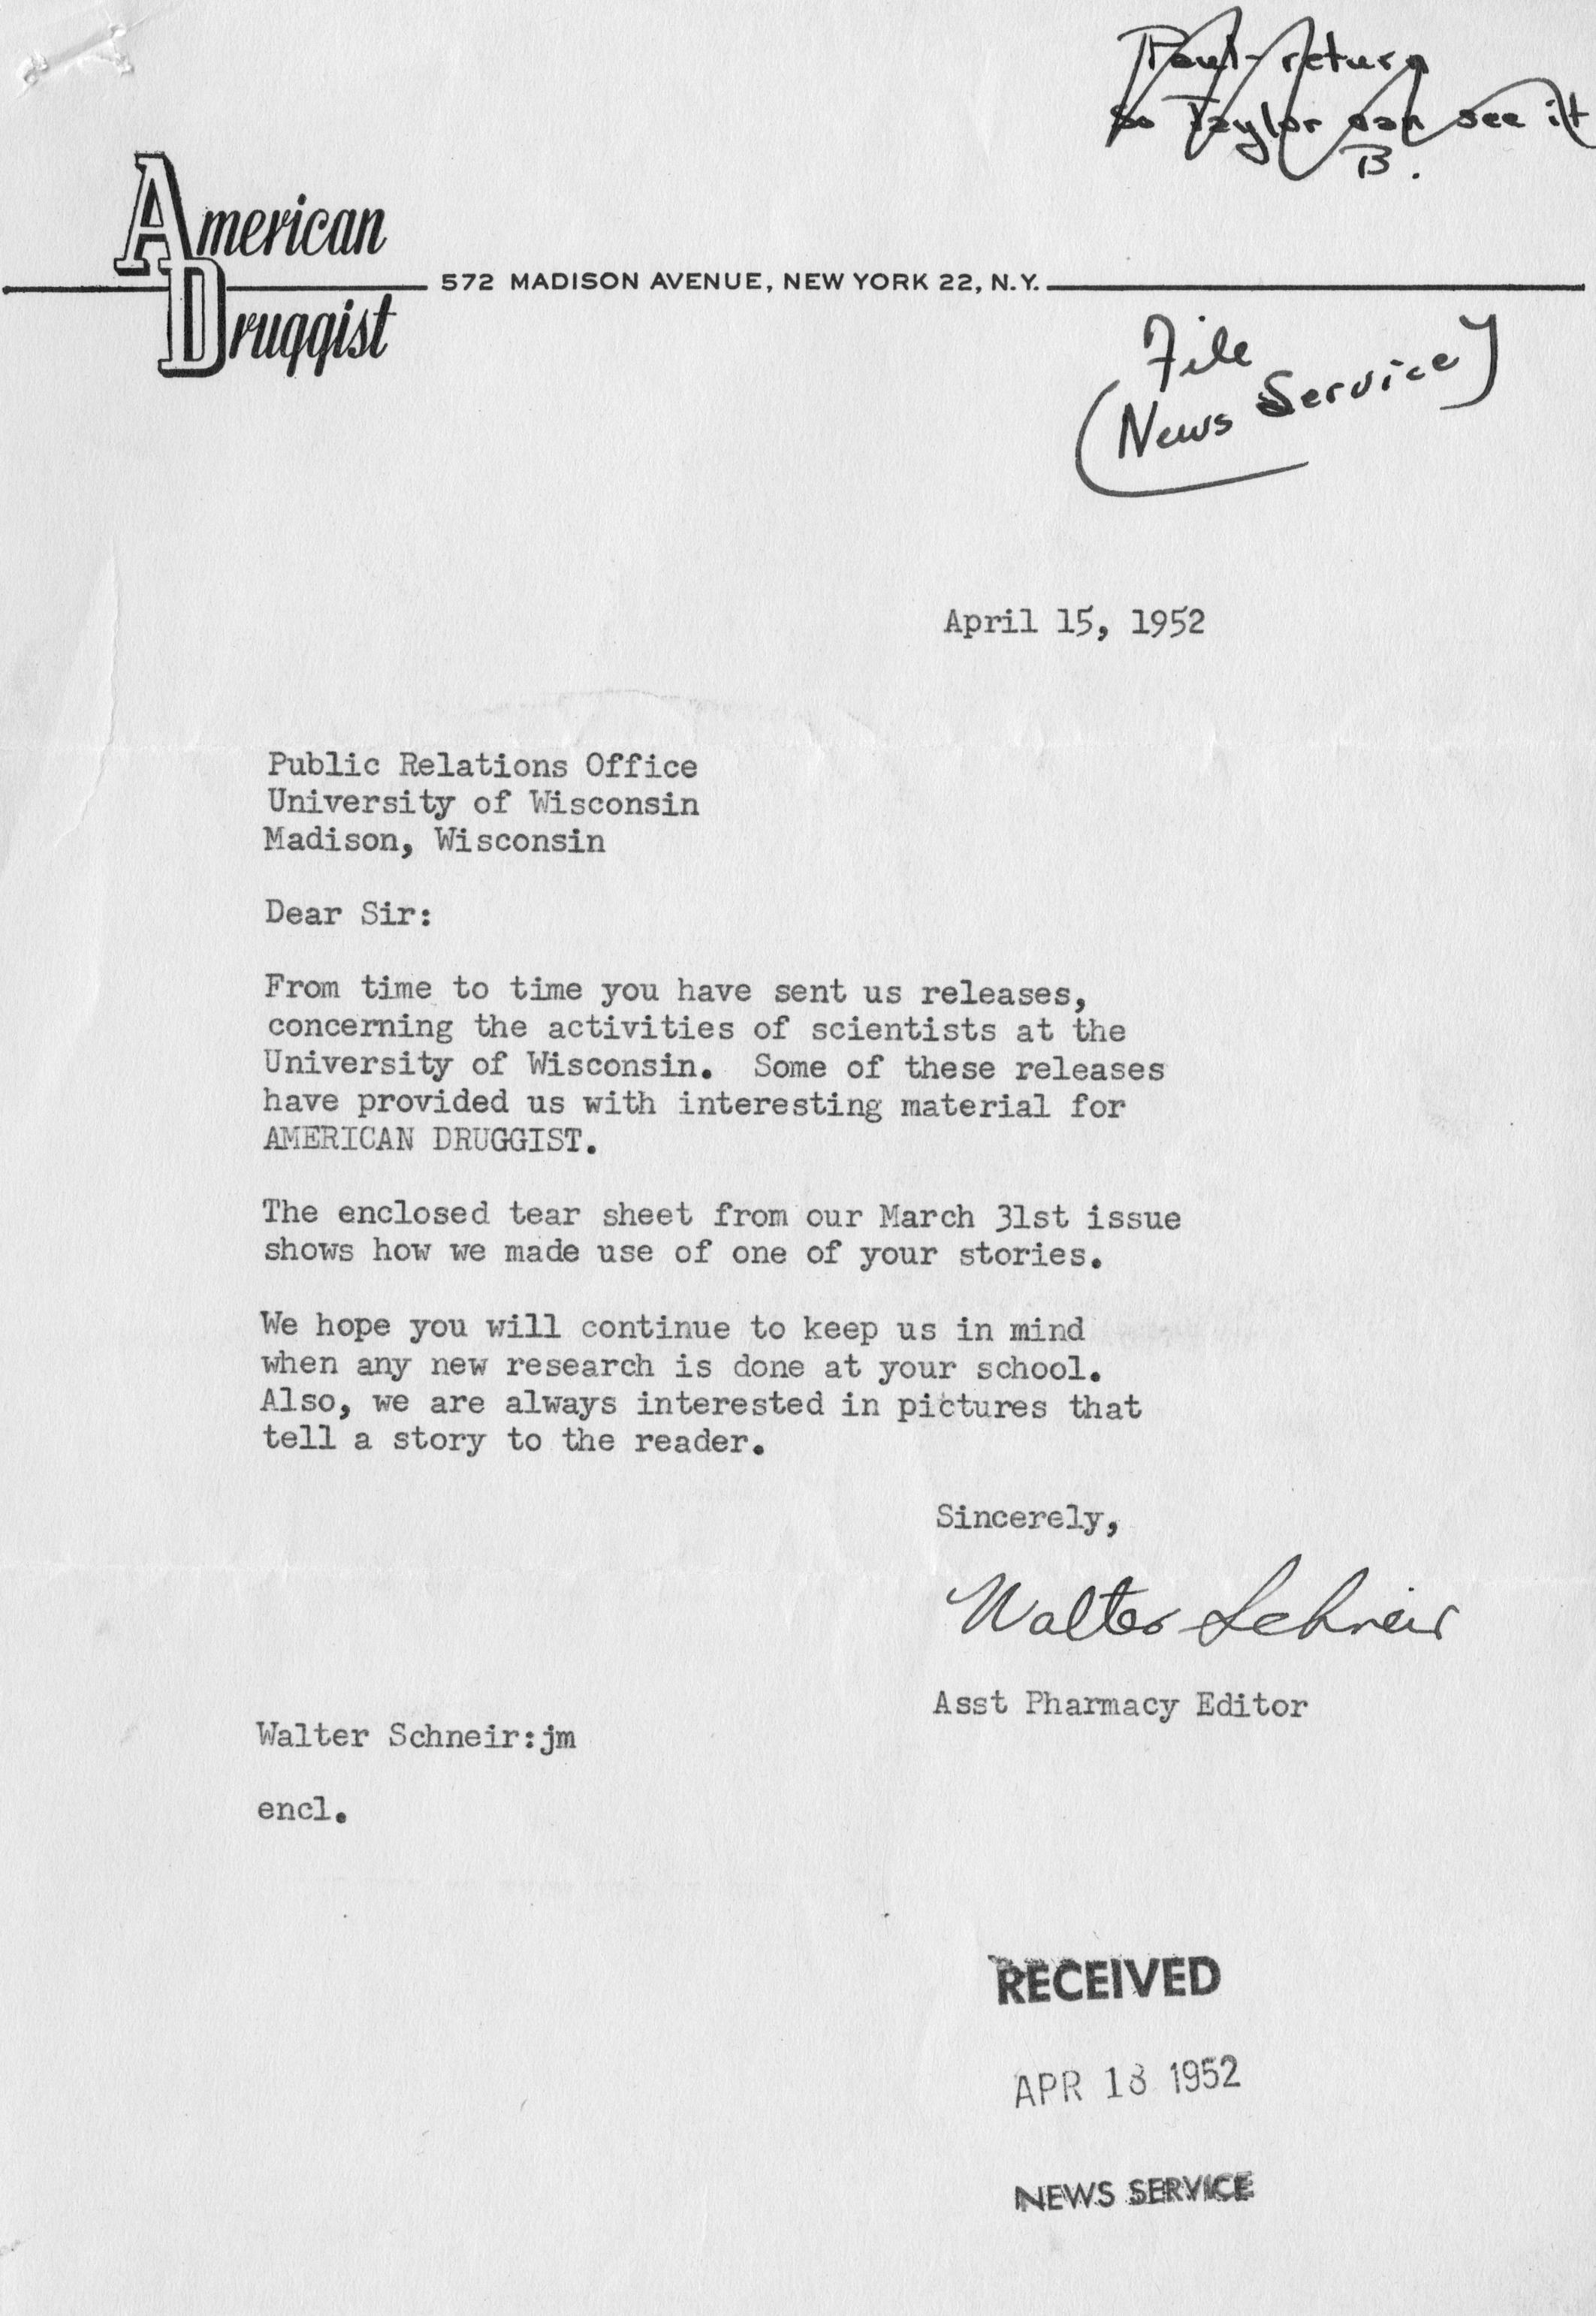 Paul - return
so Taylor can see it
B.
American
Druggist
572 MADISON AVENUE, NEW YORK 22, N.Y.
File
(News Service)
April 15, 1952
Public Relations Office
University of Wisconsin
Madison, Wisconsin
Dear Sir:
From time to time you have sent us releases,
concerning the activities of scientists at the
University of Wisconsin. Some of these releases
have provided us with interesting material for
AMERICAN DRUGGIST.
The enclosed tear sheet from our March 31st issue
shows how we made use of one of your stories.
We hope you will continue to keep us in mind
when any new research is done at your school.
Also, we are always interested in pictures that
tell a story to the reader.
Sincerely,
Walter Schneir
Asst Pharmacy Editor
Walter Schneir:jm
encl.
RECEIVED
APR 18 1952
NEWS SERVICE